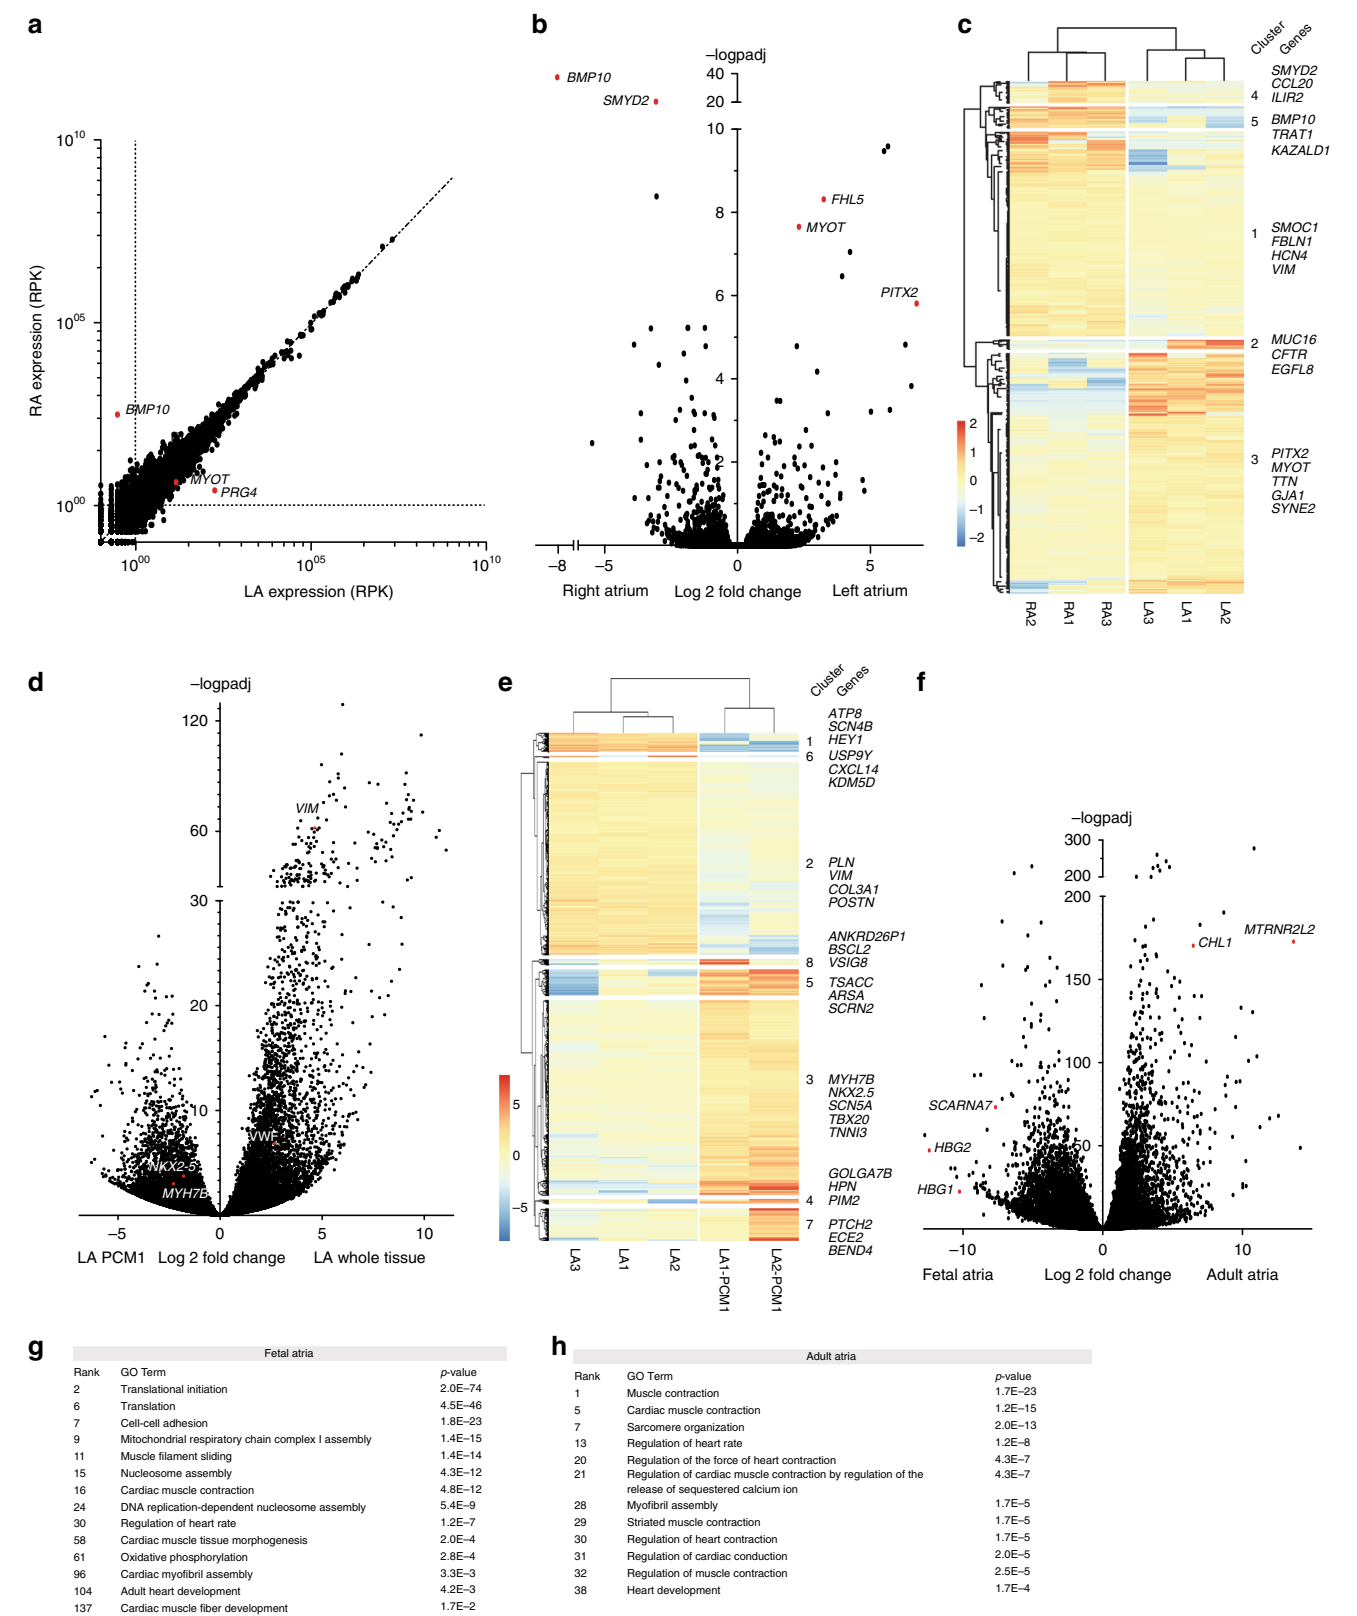 a
10^10
10^05
10^00
RA expression (RPK)
BMP10
MYOT
PRG4
10^00
10^05
10^10
LA expression (RPK)
b
–logpadj
40
20
10
8
6
4
2
BMP10
SMYD2
FHL5
MYOT
PITX2
–8
–5
0
5
Right atrium
Log 2 fold change
Left atrium
c
Cluster
Genes
4
5
1
2
3
SMYD2
CCL20
ILIR2
BMP10
TRAT1
KAZALD1
SMOC1
FBLN1
HCN4
VIM
MUC16
CFTR
EGFL8
PITX2
MYOT
TTN
GJA1
SYNE2
2
1
0
–1
–2
RA2
RA1
RA3
LA3
LA1
LA2
d
–logpadj
120
60
30
20
10
VIM
VWF
NKX2-5
MYH7B
–5
0
5
10
LA PCM1
Log 2 fold change
LA whole tissue
e
Cluster
Genes
1
6
2
8
5
3
4
7
ATP8
SCN4B
HEY1
USP9Y
CXCL14
KDM5D
PLN
VIM
COL3A1
POSTN
ANKRD26P1
BSCL2
VSIG8
TSACC
ARSA
SCRN2
MYH7B
NKX2.5
SCN5A
TBX20
TNNI3
GOLGA7B
HPN
PIM2
PTCH2
ECE2
BEND4
5
0
–5
LA3
LA1
LA2
LA1-PCM1
LA2-PCM1
f
–logpadj
300
200
200
150
100
50
CHL1
MTRNR2L2
SCARNA7
HBG2
HBG1
–10
0
10
Fetal atria
Log 2 fold change
Adult atria
g
Fetal atria
Rank GO Term p-value
2 Translational initiation 2.0E–74
6 Translation 4.5E–46
7 Cell-cell adhesion 1.8E–23
9 Mitochondrial respiratory chain complex I assembly 1.4E–15
11 Muscle filament sliding 1.4E–14
15 Nucleosome assembly 4.3E–12
16 Cardiac muscle contraction 4.8E–12
24 DNA replication-dependent nucleosome assembly 5.4E–9
30 Regulation of heart rate 1.2E–7
58 Cardiac muscle tissue morphogenesis 2.0E–4
61 Oxidative phosphorylation 2.8E–4
96 Cardiac myofibril assembly 3.3E–3
104 Adult heart development 4.2E–3
137 Cardiac muscle fiber development 1.7E–2
h
Adult atria
Rank GO Term p-value
1 Muscle contraction 1.7E–23
5 Cardiac muscle contraction 1.2E–15
7 Sarcomere organization 2.0E–13
13 Regulation of heart rate 1.2E–8
20 Regulation of the force of heart contraction 4.3E–7
21 Regulation of cardiac muscle contraction by regulation of the 4.3E–7
release of sequestered calcium ion
28 Myofibril assembly 1.7E–5
29 Striated muscle contraction 1.7E–5
30 Regulation of heart contraction 1.7E–5
31 Regulation of cardiac conduction 2.0E–5
32 Regulation of muscle contraction 2.5E–5
38 Heart development 1.7E–4